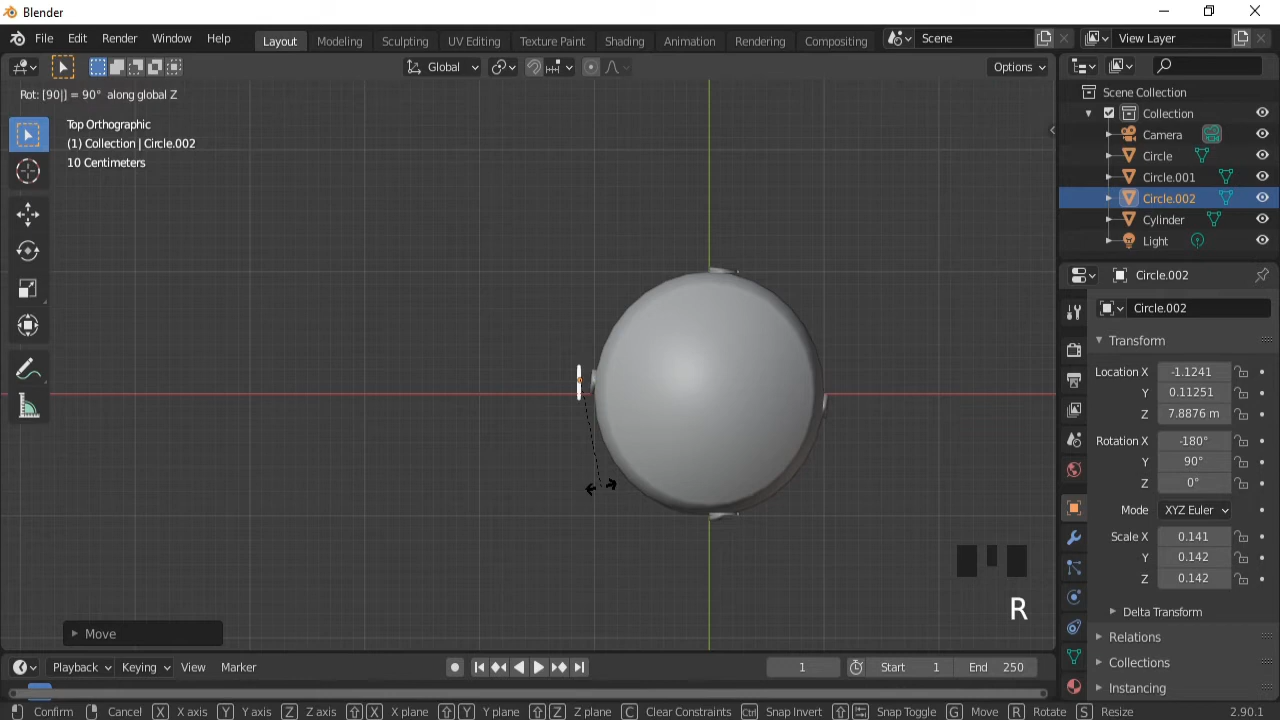 Blender
File Edit Render Window Help
Layout Modeling Sculpting UV Editing Texture Paint Shading Animation Rendering Compositing
Scene View Layer
Global Options
Rot: [90|] = 90° along global Z
Top Orthographic
(1) Collection | Circle.002
10 Centimeters
Scene Collection
Collection
Camera
Circle
Circle.001
Circle.002
Cylinder
Light
Circle.002
Circle.002
Transform
Location X -1.1241
Y 0.11251
Z 7.8876 m
Rotation X -180°
Y 90°
Z 0°
Mode XYZ Euler
Scale X 0.141
Y 0.142
Z 0.142
Delta Transform
Relations
Collections
Instancing
R
Move
Playback Keying View Marker
1 Start 1 End 250
Confirm Cancel X X axis Y Y axis Z Z axis X X plane Y Y plane Z Z plane C Clear Constraints Ctrl Snap Invert Snap Toggle G Move R Rotate S Resize 2.90.1